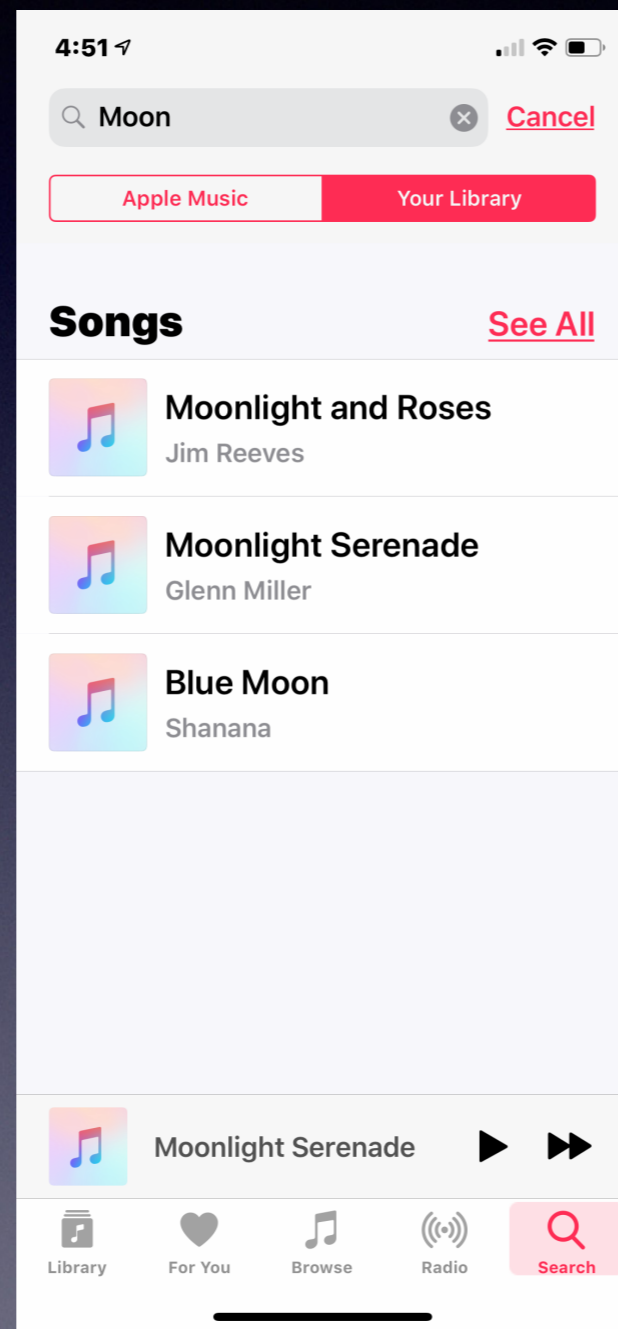 4:51
Moon
Cancel
Apple Music
Your Library
Songs
See All
Moonlight and Roses
Jim Reeves
Moonlight Serenade
Glenn Miller
Blue Moon
Shanana
Moonlight Serenade
Library
For You
Browse
Radio
Search